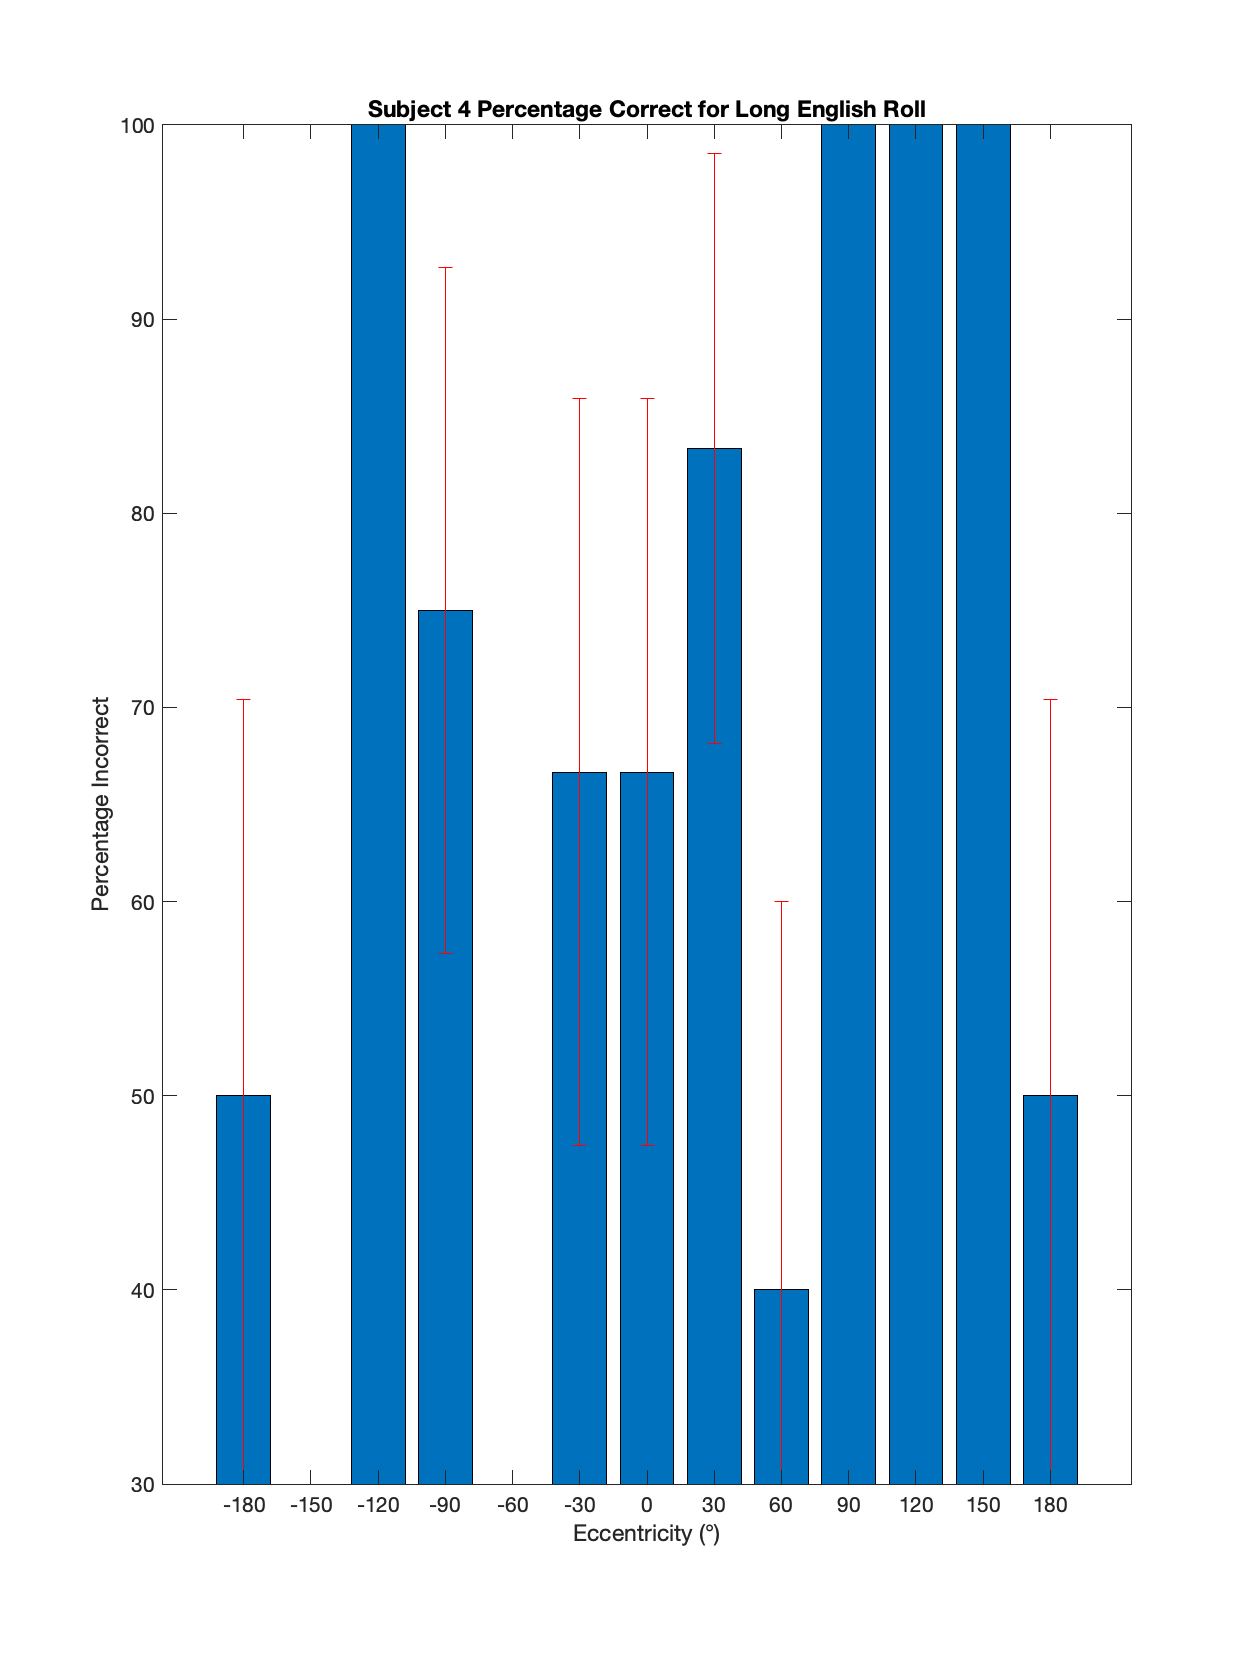 Subject 4 Percentage Correct for Long English Roll
100
90
80
70
60
50
40
30
Percentage Incorrect
-180 -150 -120 -90 -60 -30 0 30 60 90 120 150 180
Eccentricity (°)